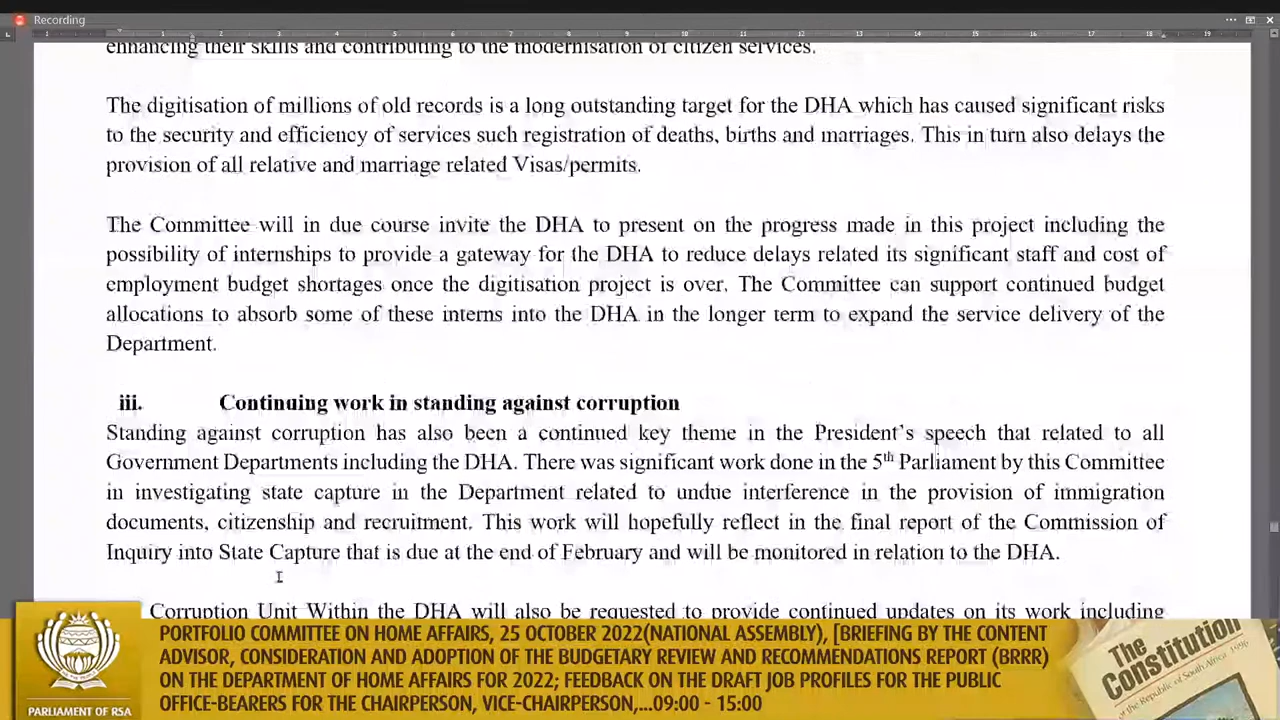 Recording
enhancing their skills and contributing to the modernisation of citizen services.
The digitisation of millions of old records is a long outstanding target for the DHA which has caused significant risks
to the security and efficiency of services such registration of deaths, births and marriages. This in turn also delays the
provision of all relative and marriage related Visas/permits.
The Committee will in due course invite the DHA to present on the progress made in this project including the
possibility of internships to provide a gateway for the DHA to reduce delays related its significant staff and cost of
employment budget shortages once the digitisation project is over. The Committee can support continued budget
allocations to absorb some of these interns into the DHA in the longer term to expand the service delivery of the
Department.
iii. Continuing work in standing against corruption
Standing against corruption has also been a continued key theme in the President's speech that related to all
Government Departments including the DHA. There was significant work done in the 5th Parliament by this Committee
in investigating state capture in the Department related to undue interference in the provision of immigration
documents, citizenship and recruitment. This work will hopefully reflect in the final report of the Commission of
Inquiry into State Capture that is due at the end of February and will be monitored in relation to the DHA.
Corruption Unit Within the DHA will also be requested to provide continued updates on its work including
PORTFOLIO COMMITTEE ON HOME AFFAIRS, 25 OCTOBER 2022(NATIONAL ASSEMBLY), [BRIEFING BY THE CONTENT
ADVISOR, CONSIDERATION AND ADOPTION OF THE BUDGETARY REVIEW AND RECOMMENDATIONS REPORT (BRRR)
ON THE DEPARTMENT OF HOME AFFAIRS FOR 2022; FEEDBACK ON THE DRAFT JOB PROFILES FOR THE PUBLIC
OFFICE-BEARERS FOR THE CHAIRPERSON, VICE-CHAIRPERSON,...09:00 - 15:00
PARLIAMENT OF RSA
The
Constitution
of the Republic of South Africa 1996